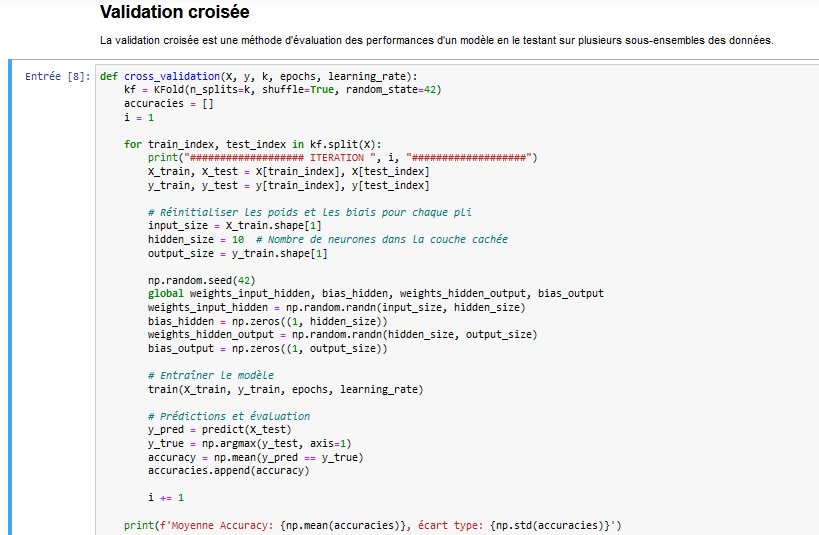 Validation croisée
La validation croisée est une méthode d'évaluation des performances d'un modèle en le testant sur plusieurs sous-ensembles des données.
Entrée [8]: def cross_validation(X, y, k, epochs, learning_rate):
    kf = KFold(n_splits=k, shuffle=True, random_state=42)
    accuracies = []
    i = 1

    for train_index, test_index in kf.split(X):
        print("################### ITERATION ", i, "###################")
        X_train, X_test = X[train_index], X[test_index]
        y_train, y_test = y[train_index], y[test_index]

        # Réinitialiser les poids et les biais pour chaque pli
        input_size = X_train.shape[1]
        hidden_size = 10  # Nombre de neurones dans la couche cachée
        output_size = y_train.shape[1]

        np.random.seed(42)
        global weights_input_hidden, bias_hidden, weights_hidden_output, bias_output
        weights_input_hidden = np.random.randn(input_size, hidden_size)
        bias_hidden = np.zeros((1, hidden_size))
        weights_hidden_output = np.random.randn(hidden_size, output_size)
        bias_output = np.zeros((1, output_size))

        # Entraîner le modèle
        train(X_train, y_train, epochs, learning_rate)

        # Prédictions et évaluation
        y_pred = predict(X_test)
        y_true = np.argmax(y_test, axis=1)
        accuracy = np.mean(y_pred == y_true)
        accuracies.append(accuracy)

        i += 1

    print(f'Moyenne Accuracy: {np.mean(accuracies)}, écart type: {np.std(accuracies)}')